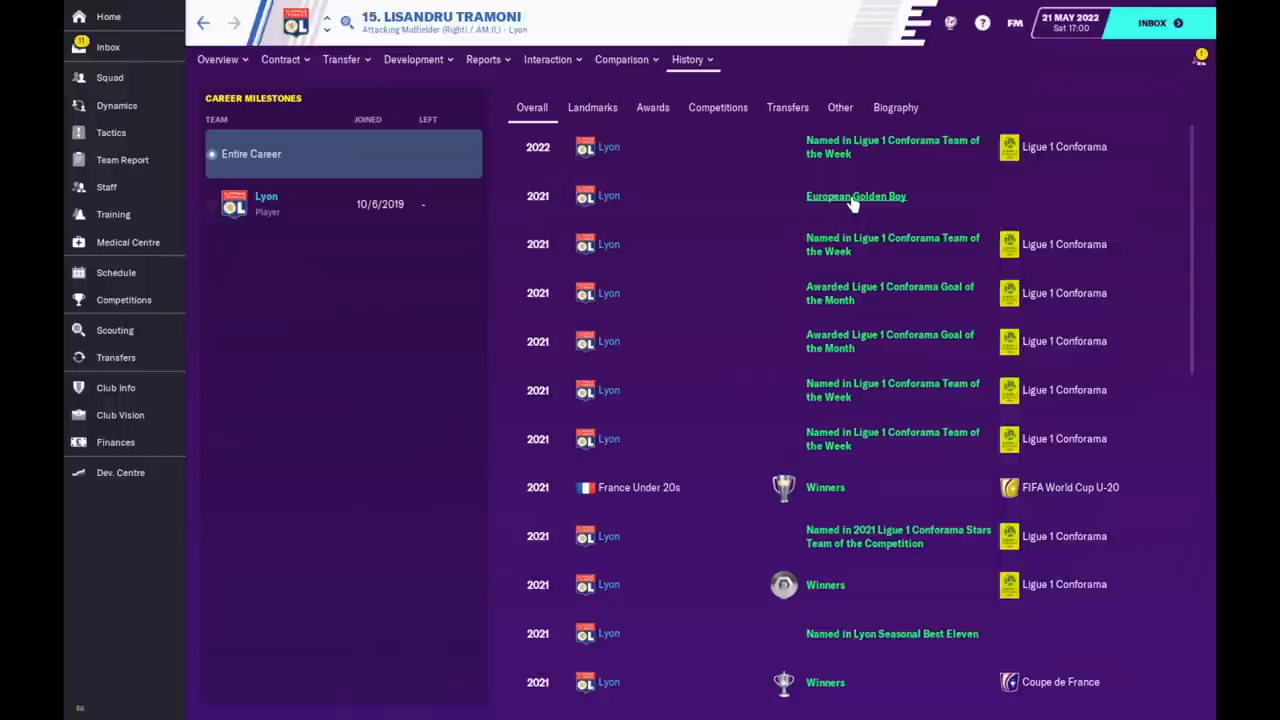 Home
15. LISANDRU TRAMONI
Attacking Midfielder (Right) / AM (L) - Lyon
FM
21 MAY 2022
Sat 17:00
INBOX
11
Inbox
Squad
Dynamics
Tactics
Team Report
Staff
Training
Medical Centre
Schedule
Competitions
Scouting
Transfers
Club Info
Club Vision
Finances
Dev. Centre
Overview
Contract
Transfer
Development
Reports
Interaction
Comparison
History
CAREER MILESTONES
TEAM JOINED LEFT
Entire Career
Lyon 10/6/2019 -
Player
Overall Landmarks Awards Competitions Transfers Other Biography
2022 Lyon Named in Ligue 1 Conforama Team of
the Week Ligue 1 Conforama
2021 Lyon European Golden Boy
2021 Lyon Named in Ligue 1 Conforama Team of
the Week Ligue 1 Conforama
2021 Lyon Awarded Ligue 1 Conforama Goal of
the Month Ligue 1 Conforama
2021 Lyon Awarded Ligue 1 Conforama Goal of
the Month Ligue 1 Conforama
2021 Lyon Named in Ligue 1 Conforama Team of
the Week Ligue 1 Conforama
2021 Lyon Named in Ligue 1 Conforama Team of
the Week Ligue 1 Conforama
2021 France Under 20s Winners FIFA World Cup U-20
2021 Lyon Named in 2021 Ligue 1 Conforama Stars
Team of the Competition Ligue 1 Conforama
2021 Lyon Winners Ligue 1 Conforama
2021 Lyon Named in Lyon Seasonal Best Eleven
2021 Lyon Winners Coupe de France